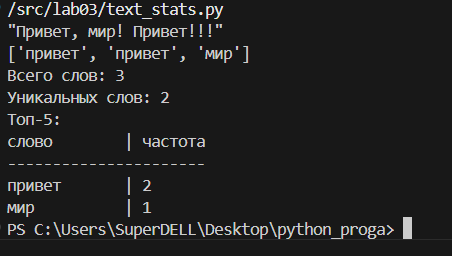 /src/lab03/text_stats.py
"Привет, мир! Привет!!!"
['привет', 'привет', 'мир']
Всего слов: 3
Уникальных слов: 2
Топ-5:
слово        | частота
----------------------
привет       | 2
мир          | 1
PS C:\Users\SuperDELL\Desktop\python_proga>